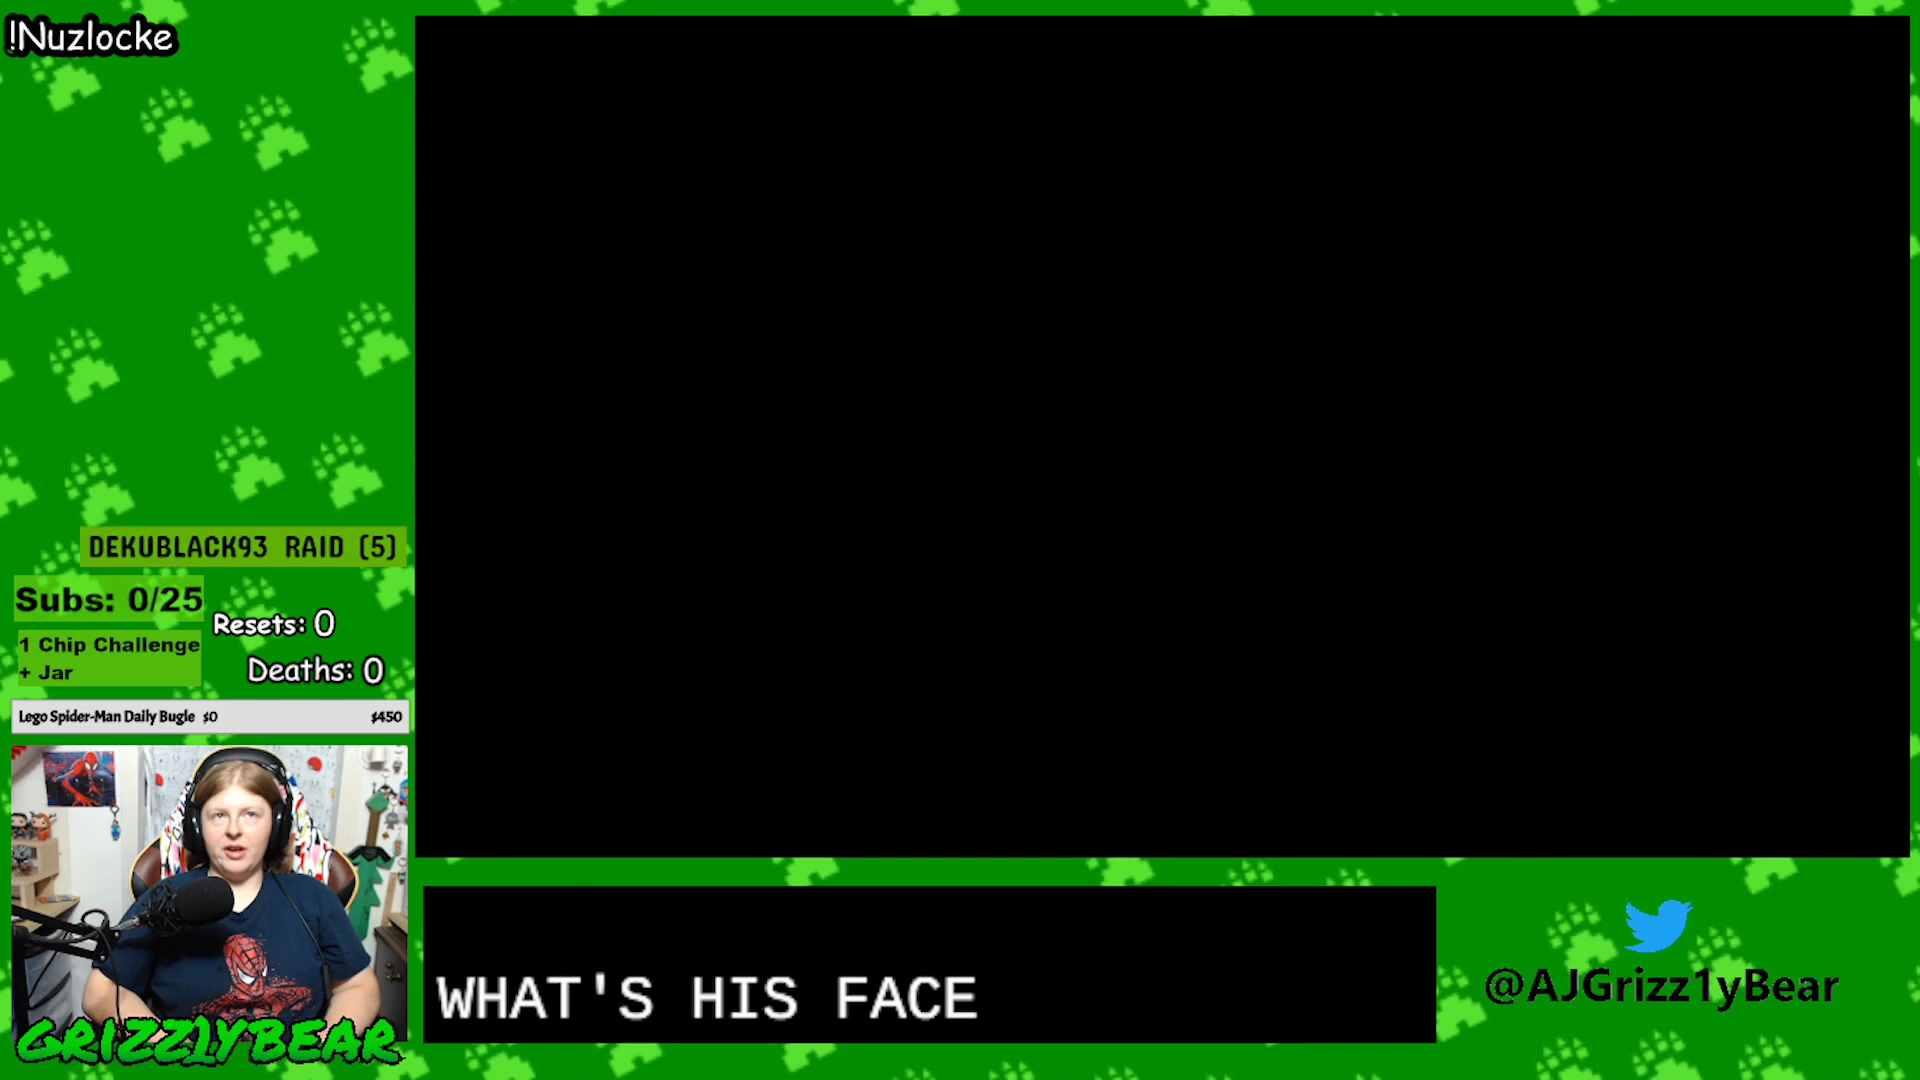 !Nuzlocke
DEKUBLACK93 RAID (5)
Subs: 0/25
Resets: 0
1 Chip Challenge
+ Jar
Deaths: 0
Lego Spider-Man Daily Bugle $0 $450
GRIZZ1YBEAR
WHAT'S HIS FACE
@AJGrizz1yBear